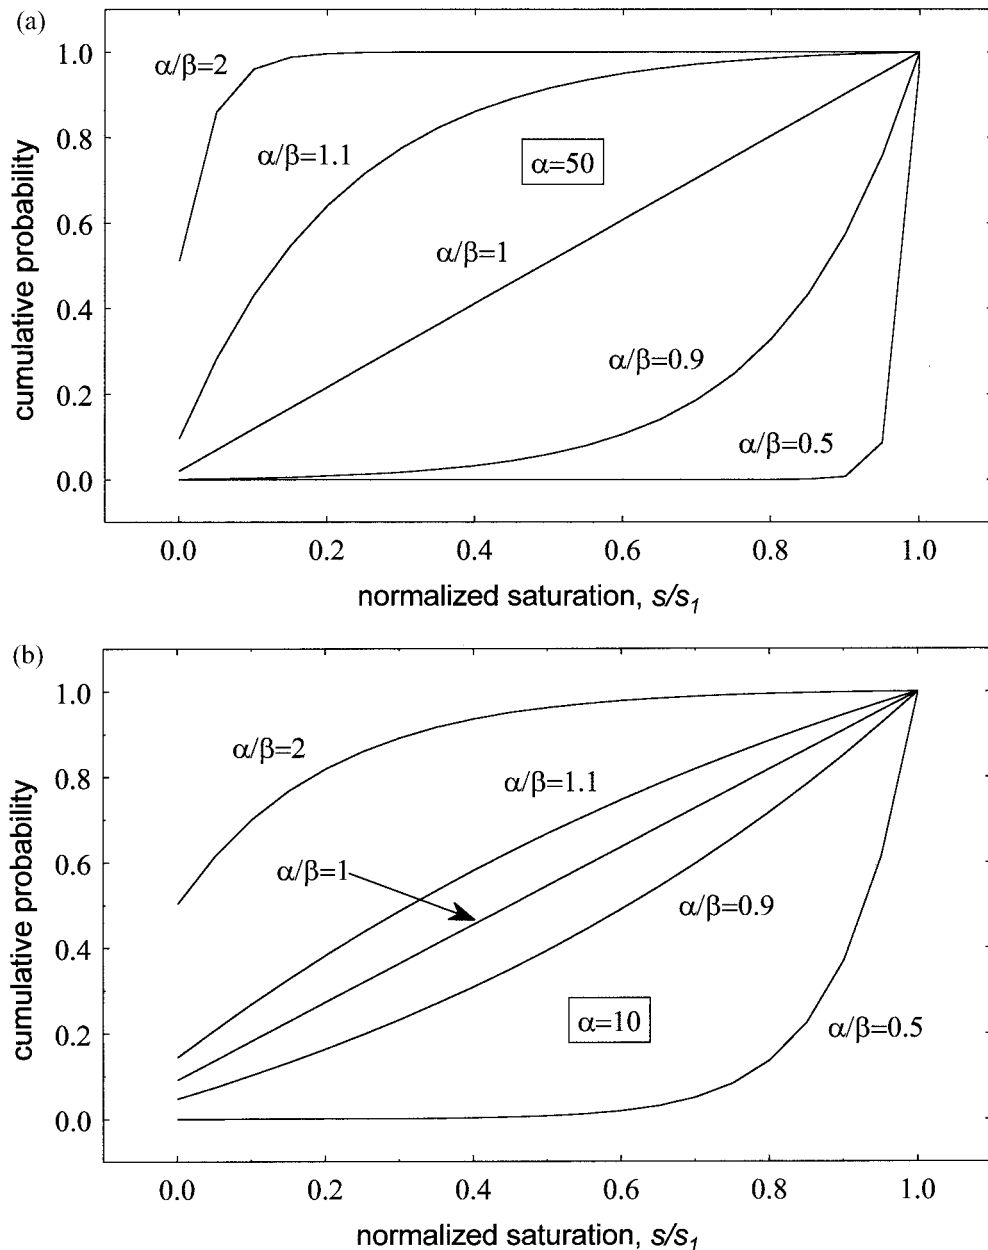 (a)
1.0
0.8
0.6
0.4
0.2
0.0
cumulative probability
α/β=2
α/β=1.1
α=50
α/β=1
α/β=0.9
α/β=0.5
0.0 0.2 0.4 0.6 0.8 1.0
normalized saturation, s/s₁
(b)
1.0
0.8
0.6
0.4
0.2
0.0
cumulative probability
α/β=2
α/β=1.1
α/β=1
α/β=0.9
α=10
α/β=0.5
0.0 0.2 0.4 0.6 0.8 1.0
normalized saturation, s/s₁